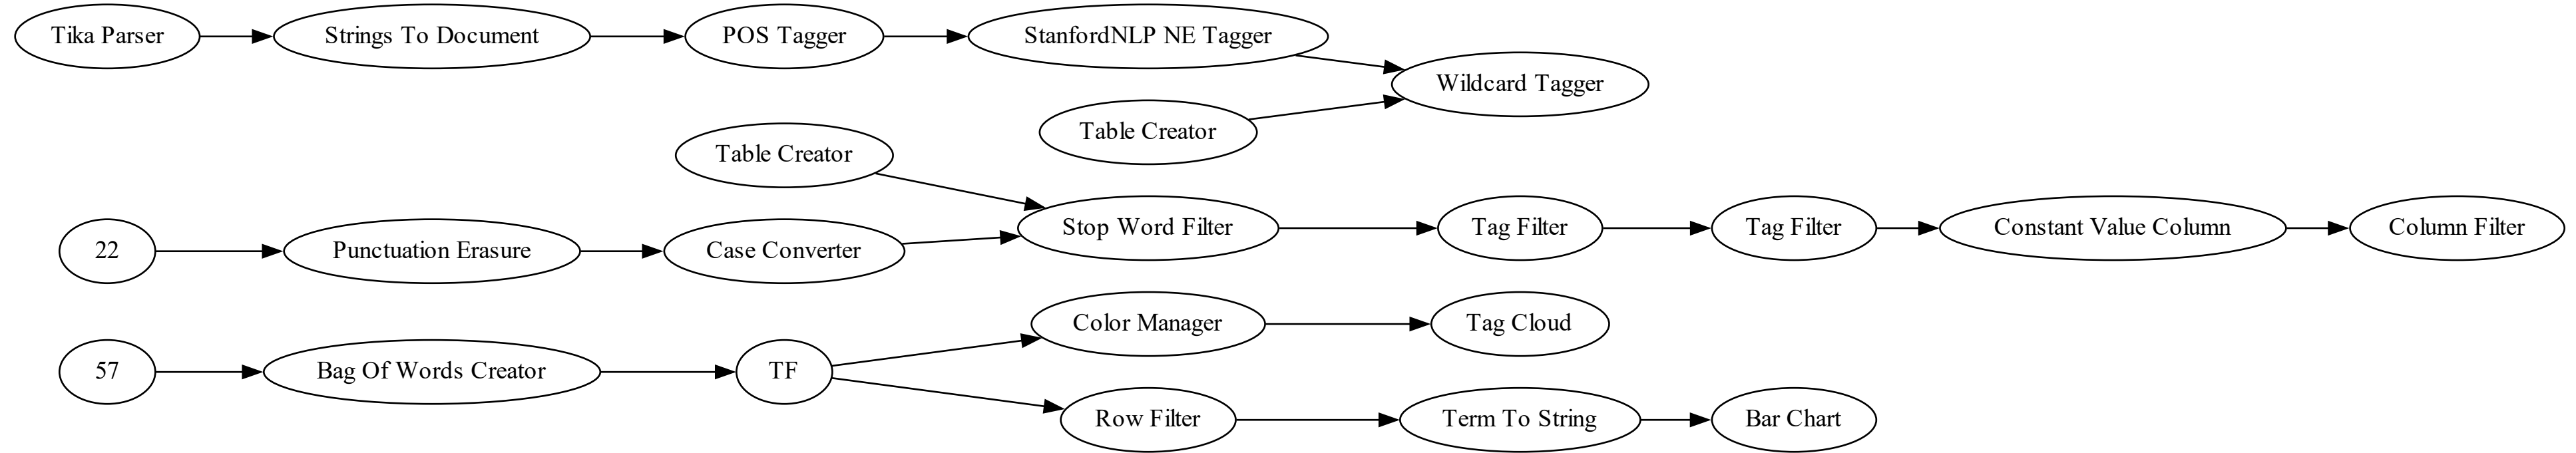 Tika Parser
Strings To Document
POS Tagger
StanfordNLP NE Tagger
Wildcard Tagger
Table Creator
Table Creator
22
Punctuation Erasure
Case Converter
Stop Word Filter
Tag Filter
Tag Filter
Constant Value Column
Column Filter
57
Bag Of Words Creator
TF
Color Manager
Tag Cloud
Row Filter
Term To String
Bar Chart